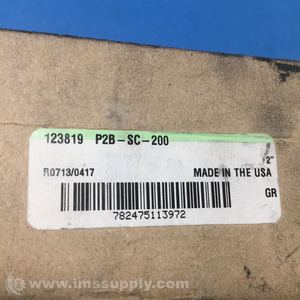 123819 P2B-SC-200
2"
R0713/0417 MADE IN THE USA
GR
782475113972
© www.imssupply.com